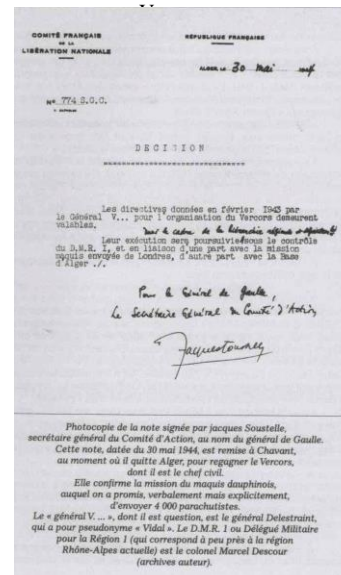 COMITÉ FRANÇAIS
DE LA
LIBÉRATION NATIONALE
RÉPUBLIQUE FRANÇAISE
ALGER LE 30 mai
Nº 774 S.C.C.
D E C I S I O N
Les directives données en février 1943 par
le Général V... pour l'organisation du Vercors demeurent
valables,
dans le cadre de la
Leur exécution sera poursuivie sous le contrôle
du D.M.R. I, et en liaison d'une part avec la mission
maquis envoyée de Londres, d'autre part avec la Base
d'Alger ./.
Pour le Général de Gaulle,
Le Secrétaire Général du Comité d'Action
Photocopie de la note signée par jacques Soustelle,
secrétaire général du Comité d'Action, au nom du général de Gaulle.
Cette note, datée du 30 mai 1944, est remise à Chavant,
au moment où il quitte Alger, pour regagner le Vercors,
dont il est le chef civil.
Elle confirme la mission du maquis dauphinois,
auquel on a promis, verbalement mais explicitement,
d'envoyer 4 000 parachutistes.
Le « général V. ... », dont il est question, est le général Delestraint,
qui a pour pseudonyme « Vidal ». Le D.M.R. 1 ou Délégué Militaire
pour la Région 1 (qui correspond à peu près à la région
Rhône-Alpes actuelle) est le colonel Marcel Descour
(archives auteur).